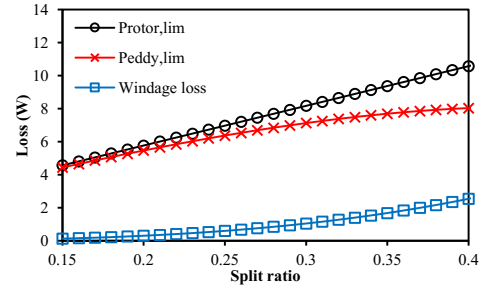 14
12
10
8
6
4
2
0
Loss (W)
Protor,lim
Peddy,lim
Windage loss
0.15 0.2 0.25 0.3 0.35 0.4
Split ratio